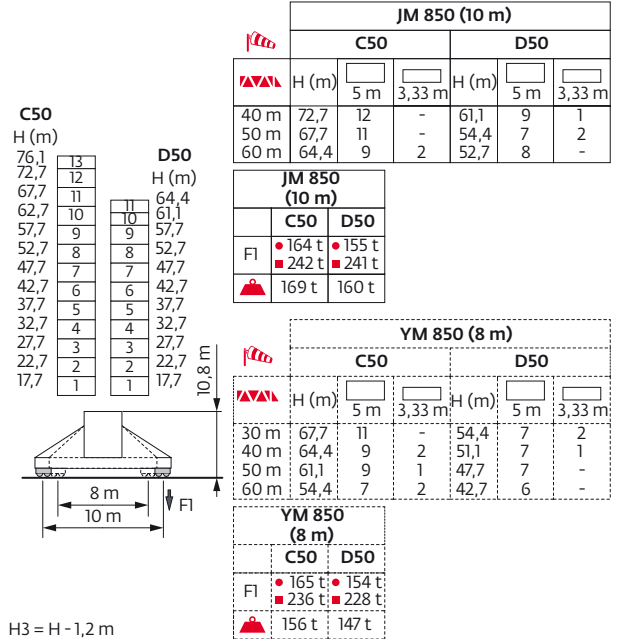 JM 850 (10 m)
C50 D50
H (m) 5 m 3,33 m H (m) 5 m 3,33 m
40 m 72,7 12 - 61,1 9 1
50 m 67,7 11 - 54,4 7 2
60 m 64,4 9 2 52,7 8 -
C50
H (m)
76,1 13
72,7 12
67,7 11
62,7 10
57,7 9
52,7 8
47,7 7
42,7 6
37,7 5
32,7 4
27,7 3
22,7 2
17,7 1
D50
H (m)
11 64,4
10 61,1
9 57,7
8 52,7
7 47,7
6 42,7
5 37,7
4 32,7
3 27,7
2 22,7
1 17,7
JM 850
(10 m)
C50 D50
F1 164 t 155 t
242 t 241 t
169 t 160 t
10,8 m
8 m
10 m
F1
YM 850 (8 m)
C50 D50
H (m) 5 m 3,33 m H (m) 5 m 3,33 m
30 m 67,7 11 - 54,4 7 2
40 m 64,4 9 2 51,1 7 1
50 m 61,1 9 1 47,7 7 -
60 m 54,4 7 2 42,7 6 -
YM 850
(8 m)
C50 D50
F1 165 t 154 t
236 t 228 t
156 t 147 t
H3 = H - 1,2 m